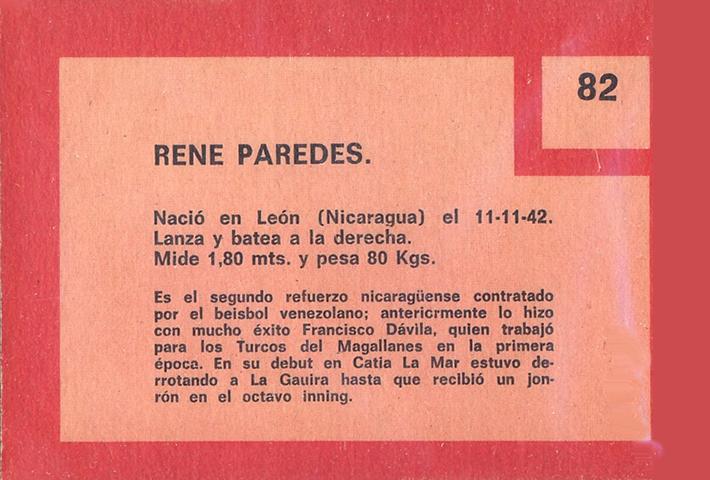 82
RENE PAREDES.
Nació en León (Nicaragua) el 11-11-42.
Lanza y batea a la derecha.
Mide 1,80 mts. y pesa 80 Kgs.
Es el segundo refuerzo nicaragüense contratado
por el beisbol venezolano; anteriormente lo hizo
con mucho éxito Francisco Dávila, quien trabajó
para los Turcos del Magallanes en la primera
época. En su debut en Catia La Mar estuvo de-
rrotando a La Gauira hasta que recibió un jon-
rón en el octavo inning.